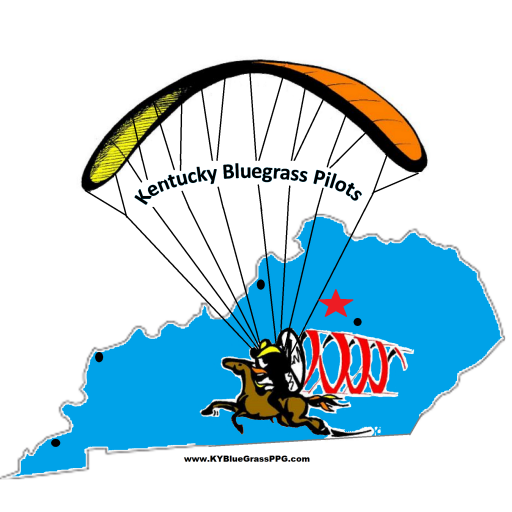 Kentucky Bluegrass Pilots
www.KYBlueGrassPPG.com